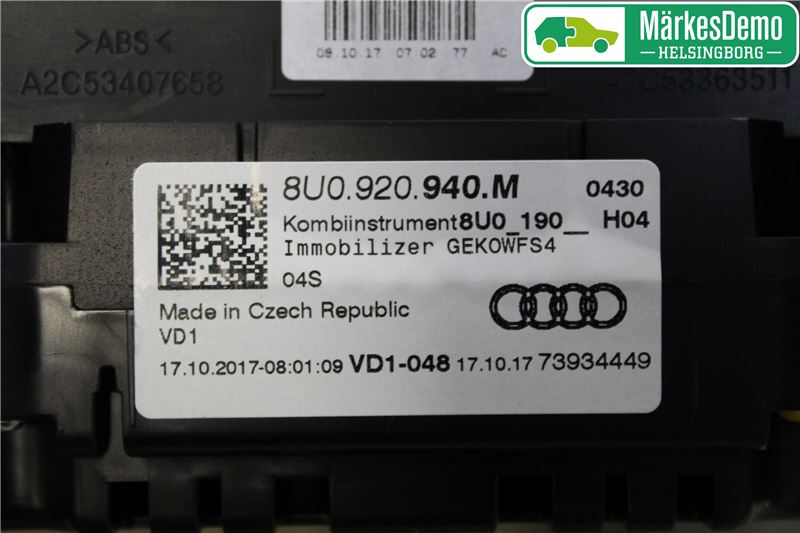 >ABS<
A2C53407658
09.10.17 07:02 77 AC
MärkesDemo
HELSINGBORG
A2C53363511
8U0.920.940.M 0430
Kombiinstrument8U0_190__ H04
Immobilizer GEKOWFS4
04S
Made in Czech Republic
VD1
17.10.2017-08:01:09 VD1-048 17.10.17 73934449